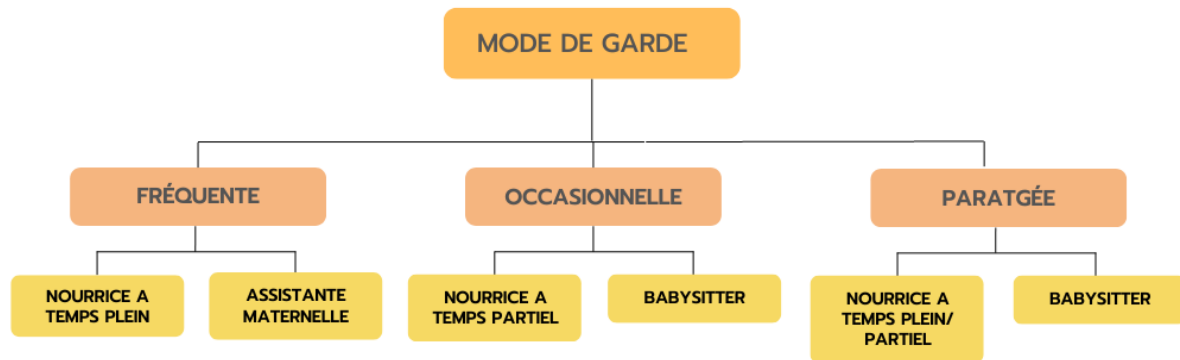 MODE DE GARDE
FRÉQUENTE
OCCASIONNELLE
PARATGÉE
NOURRICE A
TEMPS PLEIN
ASSISTANTE
MATERNELLE
NOURRICE A
TEMPS PARTIEL
BABYSITTER
NOURRICE A
TEMPS PLEIN/
PARTIEL
BABYSITTER